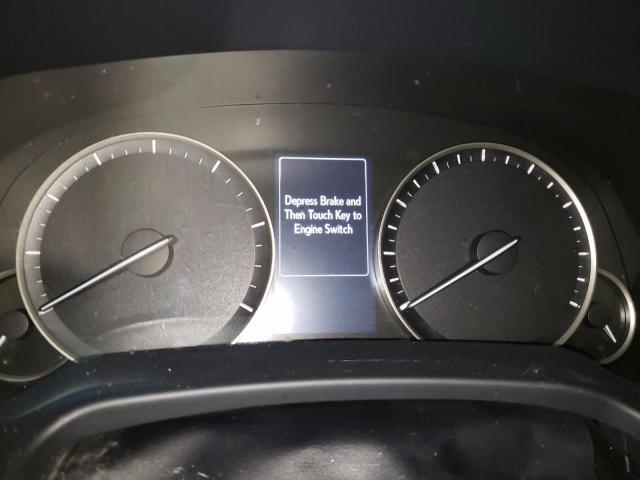 Depress Brake and
Then Touch Key to
Engine Switch